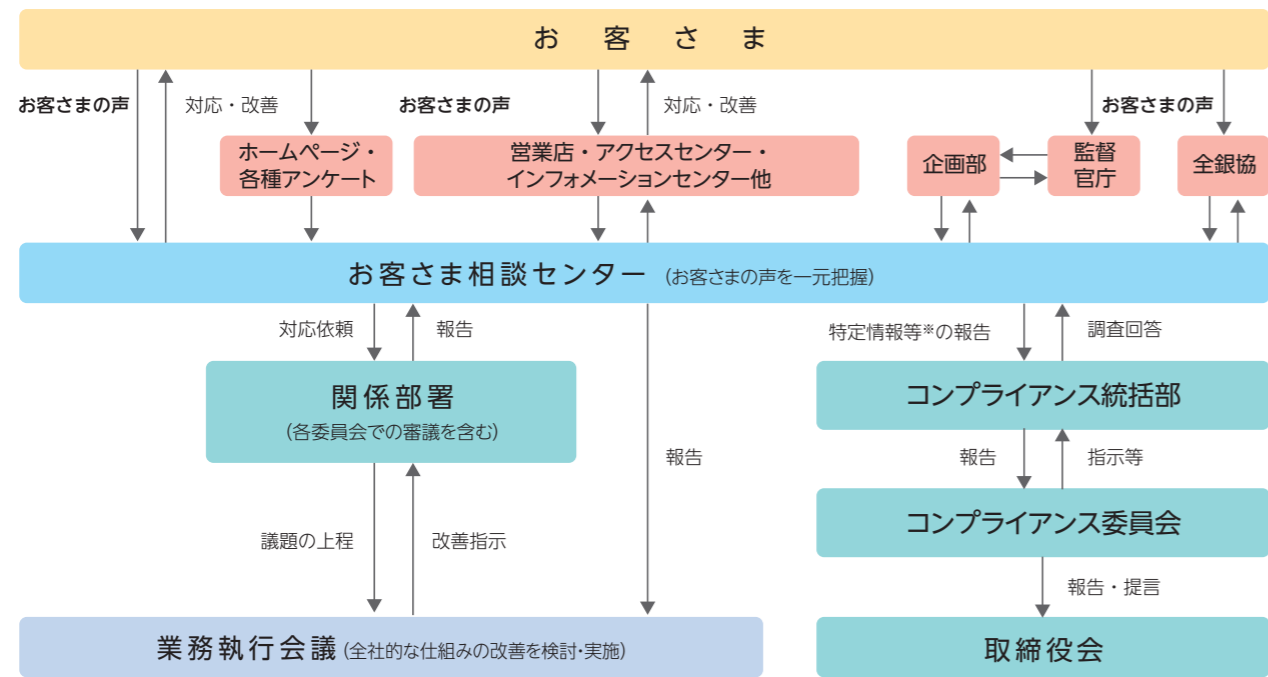 お客さま
お客さまの声
対応・改善
お客さまの声
対応・改善
お客さまの声
ホームページ・
各種アンケート
営業店・アクセスセンター・
インフォメーションセンター他
企画部
監督
官庁
全銀協
お客さま相談センター (お客さまの声を一元把握)
対応依頼
報告
特定情報等※の報告
調査回答
関係部署
(各委員会での審議を含む)
コンプライアンス統括部
報告
報告
指示等
コンプライアンス委員会
議題の上程
改善指示
報告・提言
業務執行会議(全社的な仕組みの改善を検討・実施)
取締役会